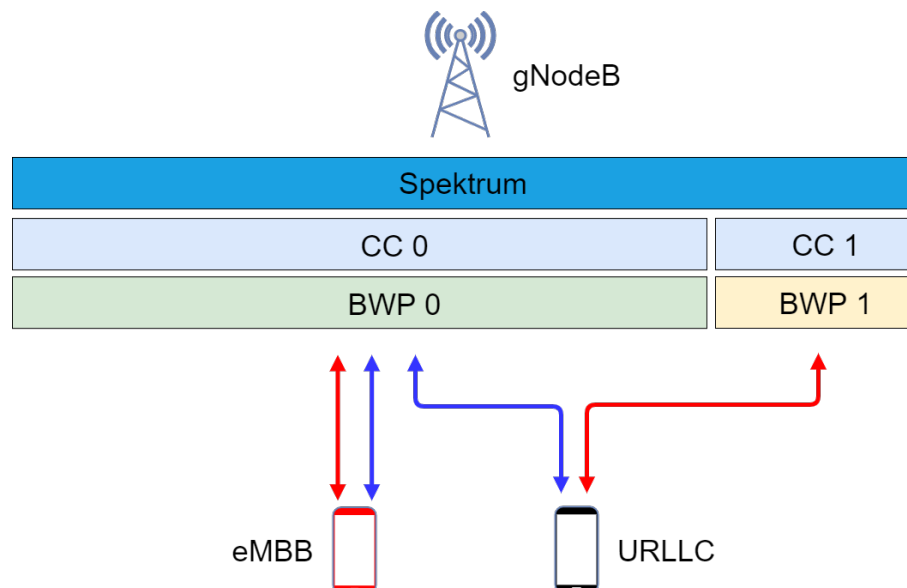 gNodeB
Spektrum
CC 0
CC 1
BWP 0
BWP 1
eMBB
URLLC